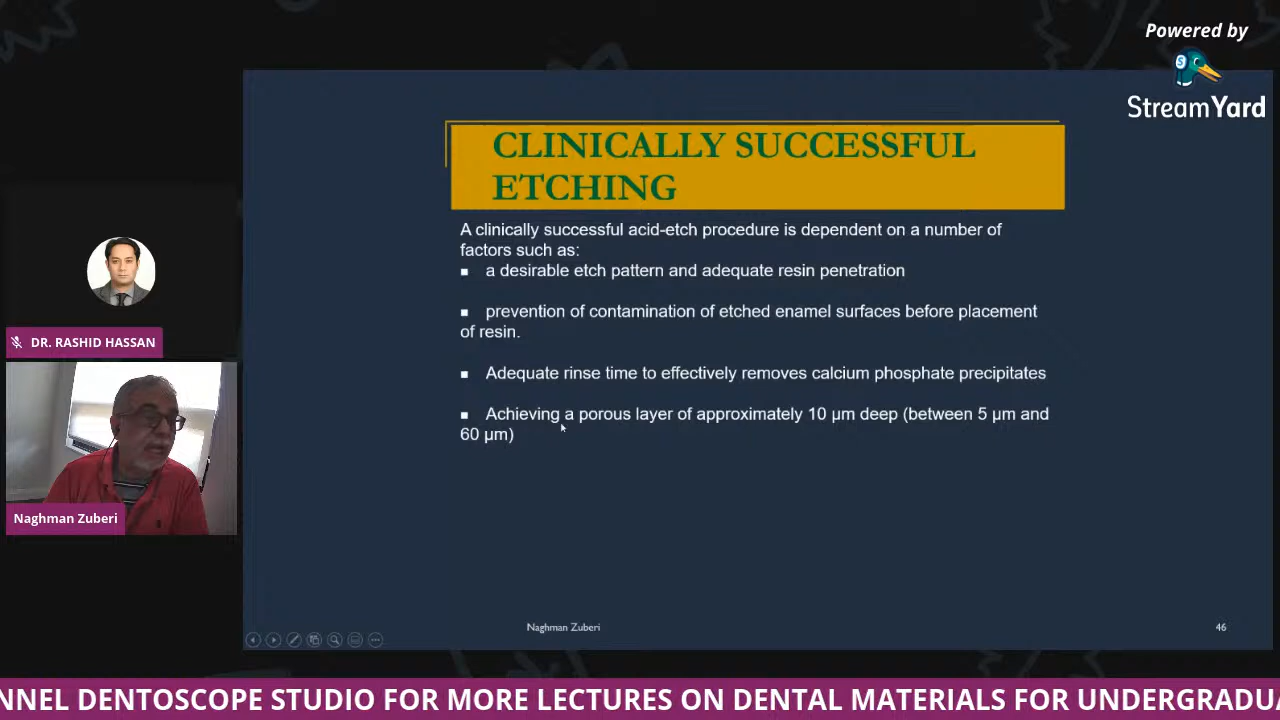 Powered by
StreamYard
CLINICALLY SUCCESSFUL
ETCHING
A clinically successful acid-etch procedure is dependent on a number of
factors such as:
▪ a desirable etch pattern and adequate resin penetration
▪ prevention of contamination of etched enamel surfaces before placement
of resin.
▪ Adequate rinse time to effectively removes calcium phosphate precipitates
▪ Achieving a porous layer of approximately 10 μm deep (between 5 μm and
60 μm)
DR. RASHID HASSAN
Naghman Zuberi
Naghman Zuberi
46
NNEL DENTOSCOPE STUDIO FOR MORE LECTURES ON DENTAL MATERIALS FOR UNDERGRADU